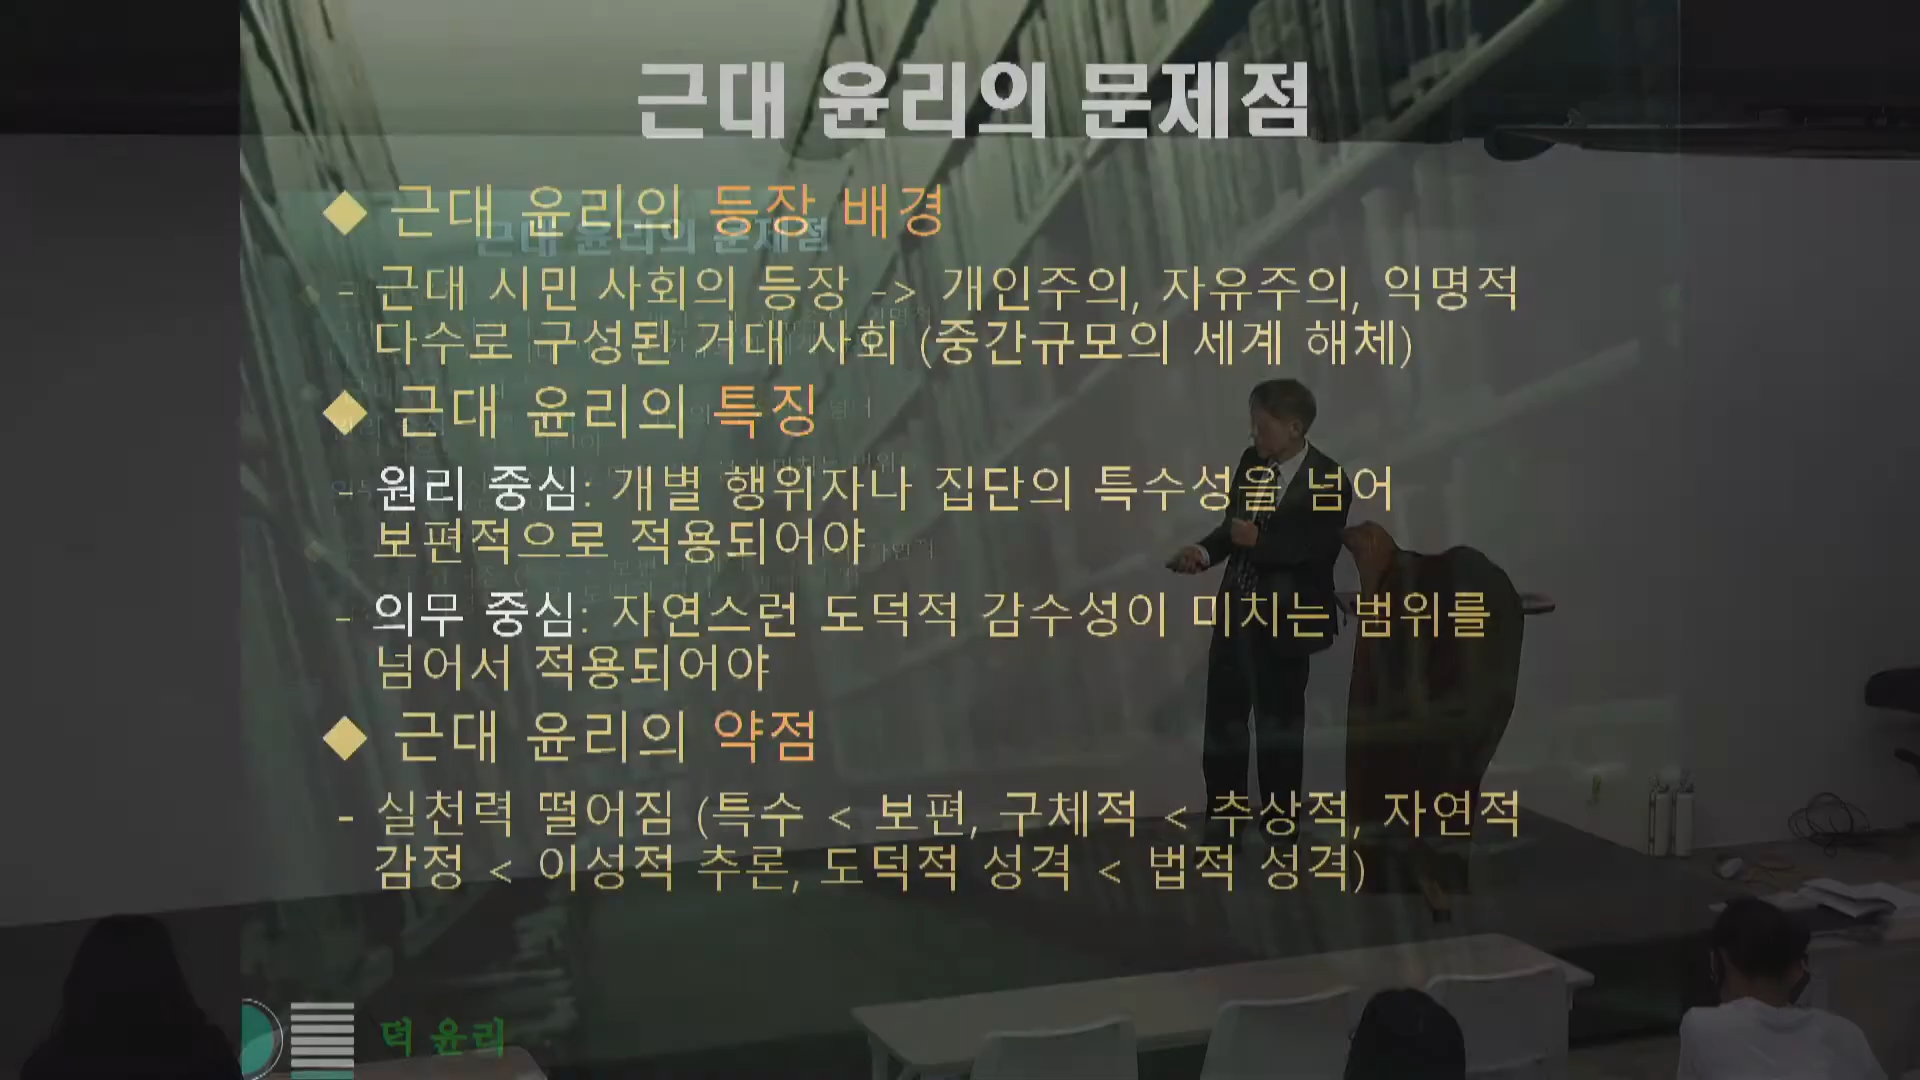 근대 윤리의 문제점
◆ 근대 윤리의 등장 배경
근대 윤리의 문제점
- 근대 시민 사회의 등장 -> 개인주의, 자유주의, 익명적
다수로 구성된 거대 사회 (중간규모의 세계 해체)
◆ 근대 윤리의 특징
- 원리 중심: 개별 행위자나 집단의 특수성을 넘어
보편적으로 적용되어야
- 의무 중심: 자연스런 도덕적 감수성이 미치는 범위를
넘어서 적용되어야
◆ 근대 윤리의 약점
- 실천력 떨어짐 (특수 < 보편, 구체적 < 추상적, 자연적
감정 < 이성적 추론, 도덕적 성격 < 법적 성격)
덕 윤리